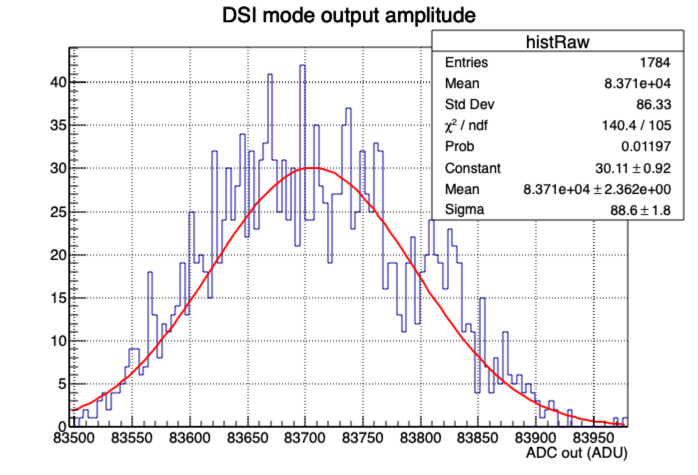 DSI mode output amplitude
histRaw
Entries 1784
Mean 8.371e+04
Std Dev 86.33
χ² / ndf 140.4 / 105
Prob 0.01197
Constant 30.11 ± 0.92
Mean 8.371e+04 ± 2.362e+00
Sigma 88.6 ± 1.8
40
35
30
25
20
15
10
5
0
83500 83550 83600 83650 83700 83750 83800 83850 83900 83950
ADC out (ADU)